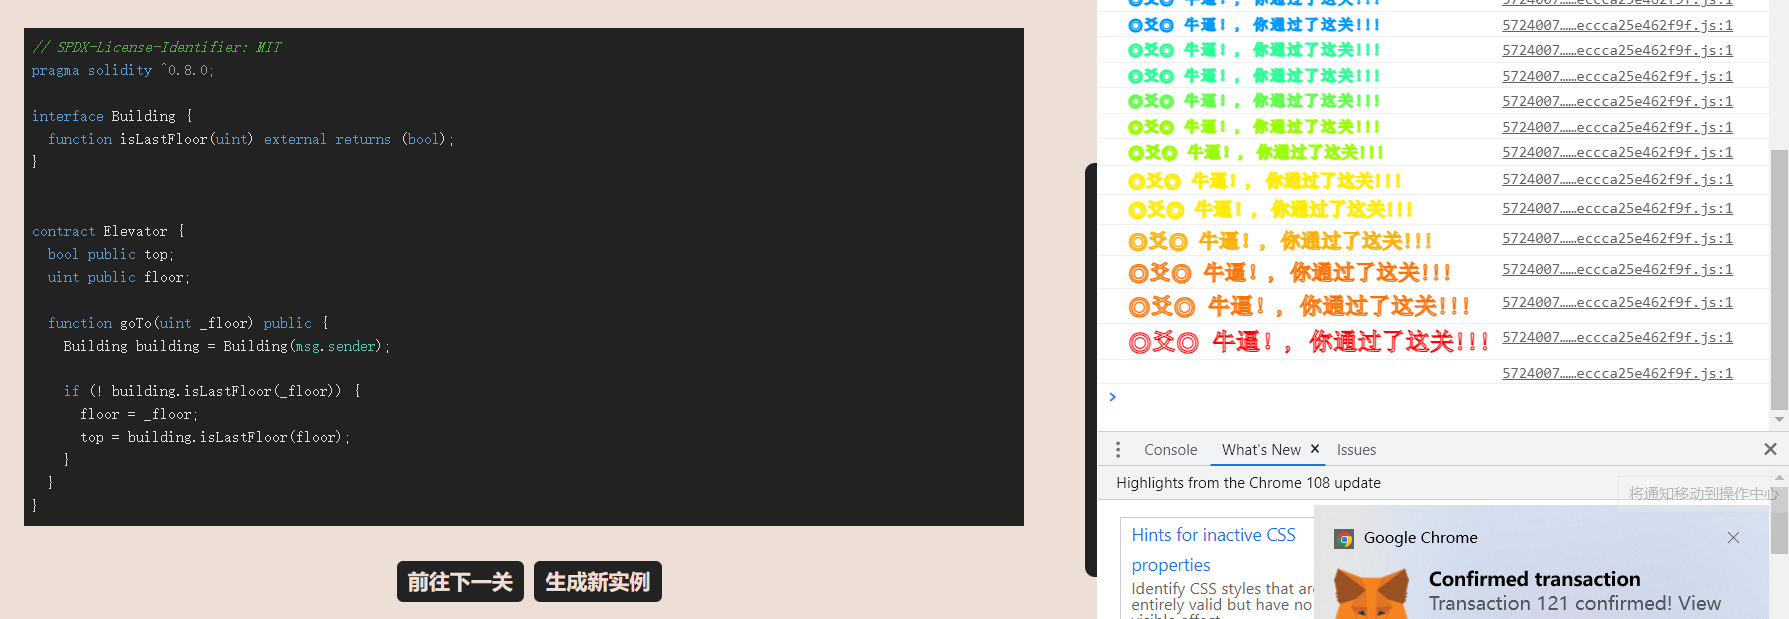 // SPDX-License-Identifier: MIT
pragma solidity ^0.8.0;
interface Building {
function isLastFloor(uint) external returns (bool);
}
contract Elevator {
bool public top;
uint public floor;
function goTo(uint _floor) public {
Building building = Building(msg.sender);
if (! building.isLastFloor(_floor)) {
floor = _floor;
top = building.isLastFloor(floor);
}
}
}
前往下一关
生成新实例
◎爻◎ 牛逼!, 你通过了这关!!! 5724007……eccca25e462f9f.js:1
◎爻◎ 牛逼!, 你通过了这关!!! 5724007……eccca25e462f9f.js:1
◎爻◎ 牛逼!, 你通过了这关!!! 5724007……eccca25e462f9f.js:1
◎爻◎ 牛逼!, 你通过了这关!!! 5724007……eccca25e462f9f.js:1
◎爻◎ 牛逼!, 你通过了这关!!! 5724007……eccca25e462f9f.js:1
◎爻◎ 牛逼!, 你通过了这关!!! 5724007……eccca25e462f9f.js:1
◎爻◎ 牛逼!, 你通过了这关!!! 5724007……eccca25e462f9f.js:1
◎爻◎ 牛逼!, 你通过了这关!!! 5724007……eccca25e462f9f.js:1
◎爻◎ 牛逼!, 你通过了这关!!! 5724007……eccca25e462f9f.js:1
◎爻◎ 牛逼!, 你通过了这关!!! 5724007……eccca25e462f9f.js:1
◎爻◎ 牛逼!, 你通过了这关!!! 5724007……eccca25e462f9f.js:1
◎爻◎ 牛逼!, 你通过了这关!!! 5724007……eccca25e462f9f.js:1
◎爻◎ 牛逼!, 你通过了这关!!! 5724007……eccca25e462f9f.js:1
5724007……eccca25e462f9f.js:1
Console What's New × Issues
Highlights from the Chrome 108 update
将通知移动到操作中心
Hints for inactive CSS
properties
Identify CSS styles that are
entirely valid but have no
visible effect
Google Chrome
Confirmed transaction
Transaction 121 confirmed! View